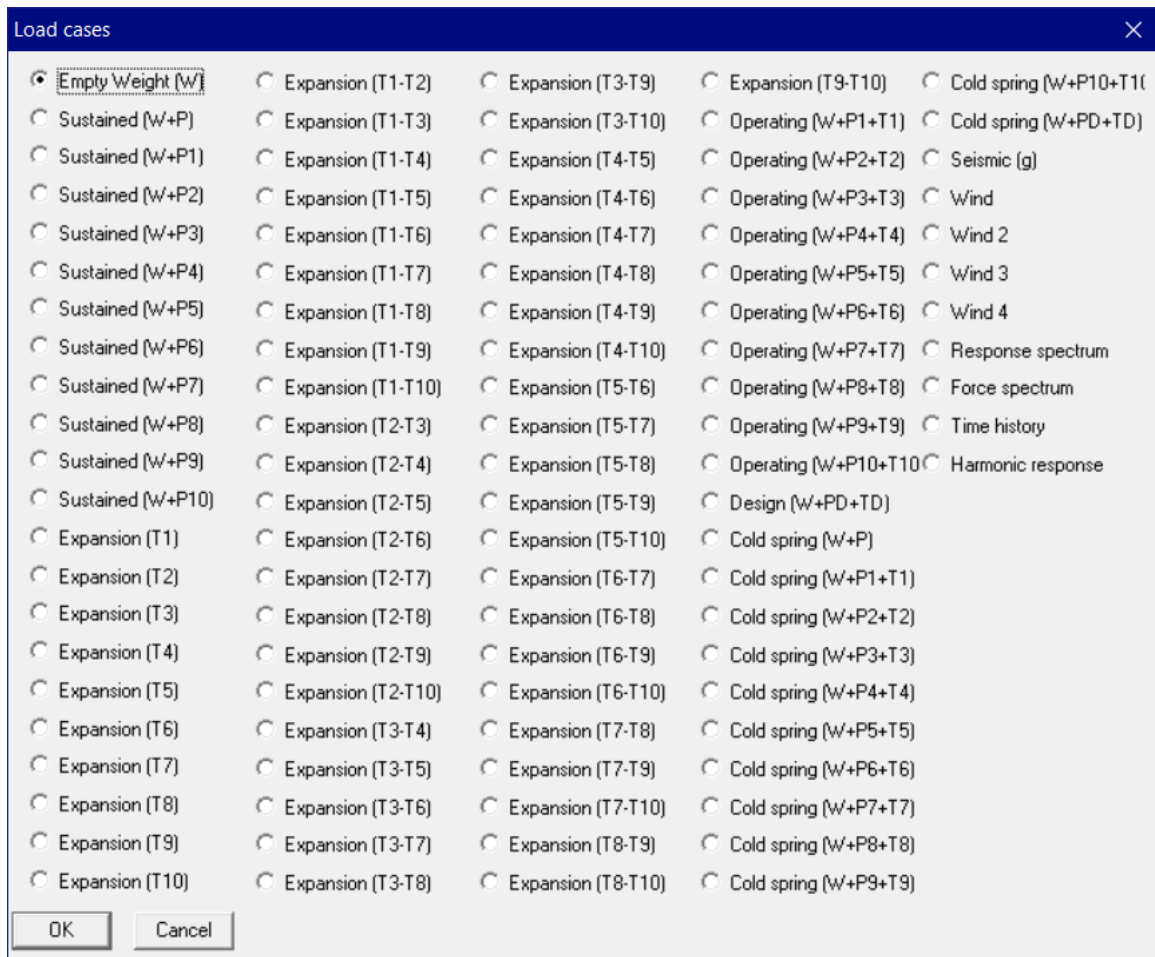 Load cases
Empty Weight (W)
Sustained (W+P)
Sustained (W+P1)
Sustained (W+P2)
Sustained (W+P3)
Sustained (W+P4)
Sustained (W+P5)
Sustained (W+P6)
Sustained (W+P7)
Sustained (W+P8)
Sustained (W+P9)
Sustained (W+P10)
Expansion (T1)
Expansion (T2)
Expansion (T3)
Expansion (T4)
Expansion (T5)
Expansion (T6)
Expansion (T7)
Expansion (T8)
Expansion (T9)
Expansion (T10)
Expansion (T1-T2)
Expansion (T1-T3)
Expansion (T1-T4)
Expansion (T1-T5)
Expansion (T1-T6)
Expansion (T1-T7)
Expansion (T1-T8)
Expansion (T1-T9)
Expansion (T1-T10)
Expansion (T2-T3)
Expansion (T2-T4)
Expansion (T2-T5)
Expansion (T2-T6)
Expansion (T2-T7)
Expansion (T2-T8)
Expansion (T2-T9)
Expansion (T2-T10)
Expansion (T3-T4)
Expansion (T3-T5)
Expansion (T3-T6)
Expansion (T3-T7)
Expansion (T3-T8)
Expansion (T3-T9)
Expansion (T3-T10)
Expansion (T4-T5)
Expansion (T4-T6)
Expansion (T4-T7)
Expansion (T4-T8)
Expansion (T4-T9)
Expansion (T4-T10)
Expansion (T5-T6)
Expansion (T5-T7)
Expansion (T5-T8)
Expansion (T5-T9)
Expansion (T5-T10)
Expansion (T6-T7)
Expansion (T6-T8)
Expansion (T6-T9)
Expansion (T6-T10)
Expansion (T7-T8)
Expansion (T7-T9)
Expansion (T7-T10)
Expansion (T8-T9)
Expansion (T8-T10)
Expansion (T9-T10)
Operating (W+P1+T1)
Operating (W+P2+T2)
Operating (W+P3+T3)
Operating (W+P4+T4)
Operating (W+P5+T5)
Operating (W+P6+T6)
Operating (W+P7+T7)
Operating (W+P8+T8)
Operating (W+P9+T9)
Operating (W+P10+T10
Design (W+PD+TD)
Cold spring (W+P)
Cold spring (W+P1+T1)
Cold spring (W+P2+T2)
Cold spring (W+P3+T3)
Cold spring (W+P4+T4)
Cold spring (W+P5+T5)
Cold spring (W+P6+T6)
Cold spring (W+P7+T7)
Cold spring (W+P8+T8)
Cold spring (W+P9+T9)
Cold spring (W+P10+T1(
Cold spring (W+PD+TD)
Seismic (g)
Wind
Wind 2
Wind 3
Wind 4
Response spectrum
Force spectrum
Time history
Harmonic response
OK
Cancel